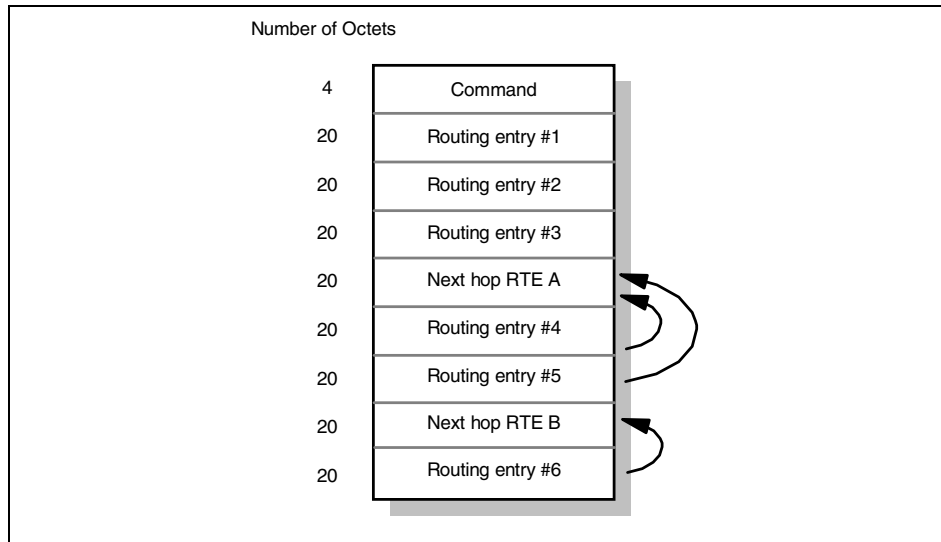 Number of Octets
4 Command
20 Routing entry #1
20 Routing entry #2
20 Routing entry #3
20 Next hop RTE A
20 Routing entry #4
20 Routing entry #5
20 Next hop RTE B
20 Routing entry #6